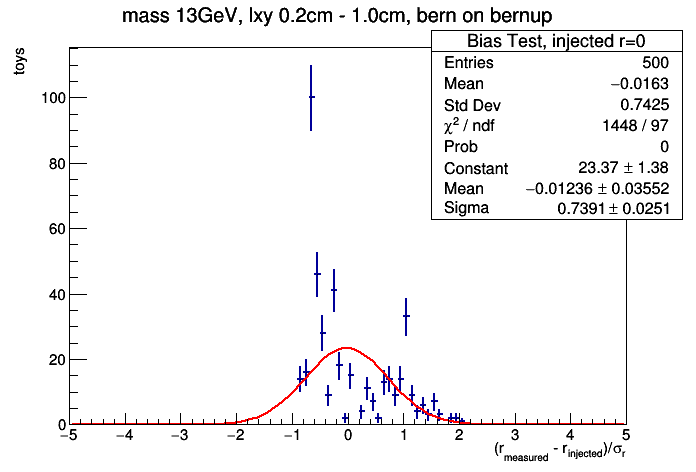 mass 13GeV, lxy 0.2cm - 1.0cm, bern on bernup
Bias Test, injected r=0
Entries 500
Mean −0.0163
Std Dev 0.7425
χ² / ndf 1448 / 97
Prob 0
Constant 23.37 ± 1.38
Mean −0.01236 ± 0.03552
Sigma 0.7391 ± 0.0251
toys
100
80
60
40
20
0
−5 −4 −3 −2 −1 0 1 2 3 4 5
(r_measured - r_injected)/σ_r